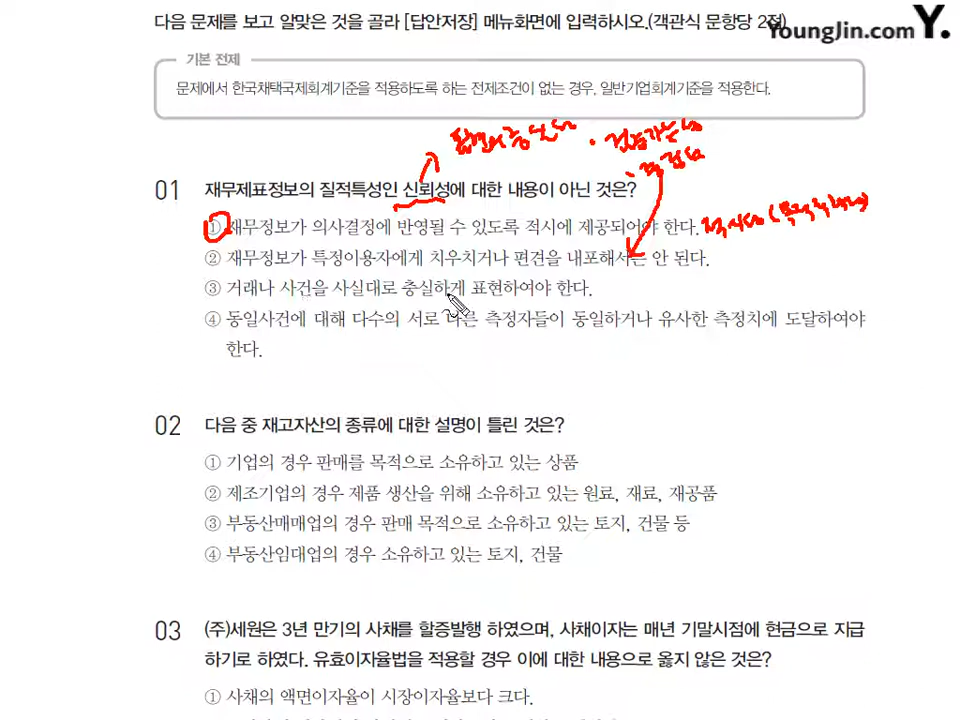 다음 문제를 보고 알맞은 것을 골라 [답안저장] 메뉴화면에 입력하시오.(객관식 문항당 2점)
YoungJin.com Y.
기본 전제
문제에서 한국채택국제회계기준을 적용하도록 하는 전제조건이 없는 경우, 일반기업회계기준을 적용한다.
표현의 충실성 · 검증가능성
· 중립성
01 재무제표정보의 질적특성인 신뢰성에 대한 내용이 아닌 것은?
① 재무정보가 의사결정에 반영될 수 있도록 적시에 제공되어야 한다. 적시성
② 재무정보가 특정이용자에게 치우치거나 편견을 내포해서는 안 된다.
③ 거래나 사건을 사실대로 충실하게 표현하여야 한다.
④ 동일사건에 대해 다수의 서로 다른 측정자들이 동일하거나 유사한 측정치에 도달하여야
한다.
02 다음 중 재고자산의 종류에 대한 설명이 틀린 것은?
① 기업의 경우 판매를 목적으로 소유하고 있는 상품
② 제조기업의 경우 제품 생산을 위해 소유하고 있는 원료, 재료, 재공품
③ 부동산매매업의 경우 판매 목적으로 소유하고 있는 토지, 건물 등
④ 부동산임대업의 경우 소유하고 있는 토지, 건물
03 (주)세원은 3년 만기의 사채를 할증발행 하였으며, 사채이자는 매년 기말시점에 현금으로 지급
하기로 하였다. 유효이자율법을 적용할 경우 이에 대한 내용으로 옳지 않은 것은?
① 사채의 액면이자율이 시장이자율보다 크다.